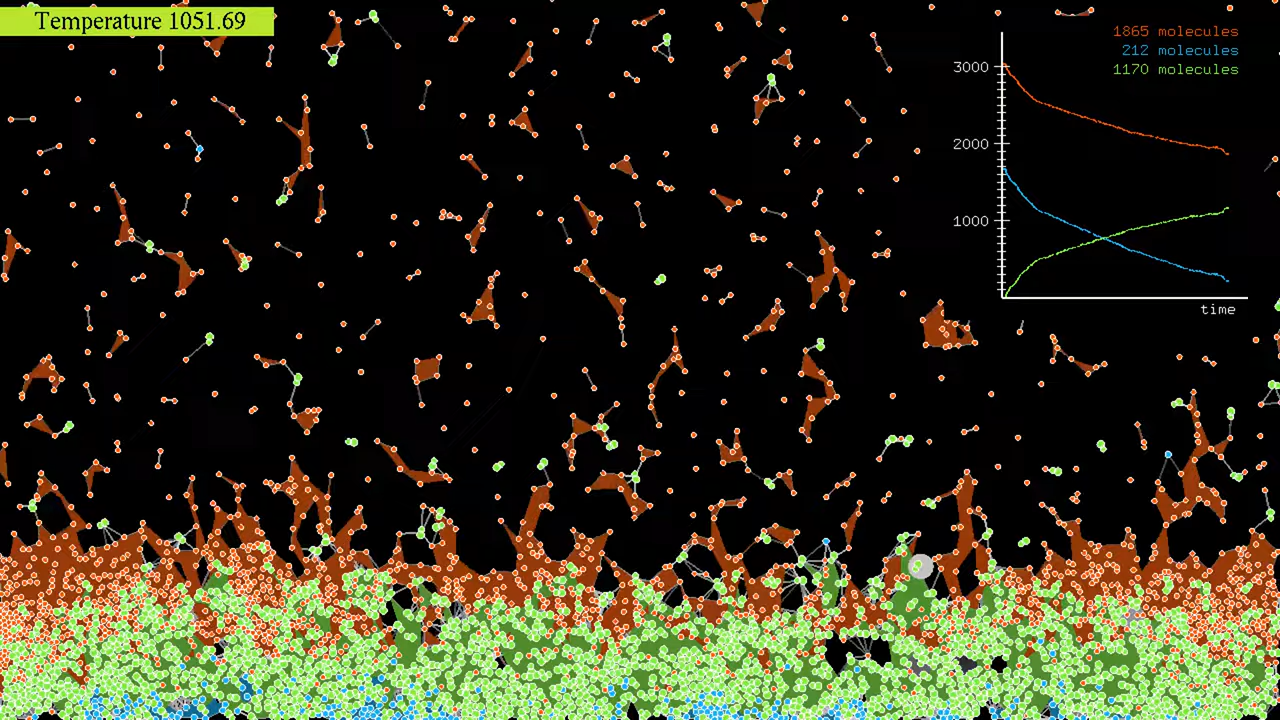 Temperature 1051.69
1865 molecules
212 molecules
1170 molecules
3000
2000
1000
time